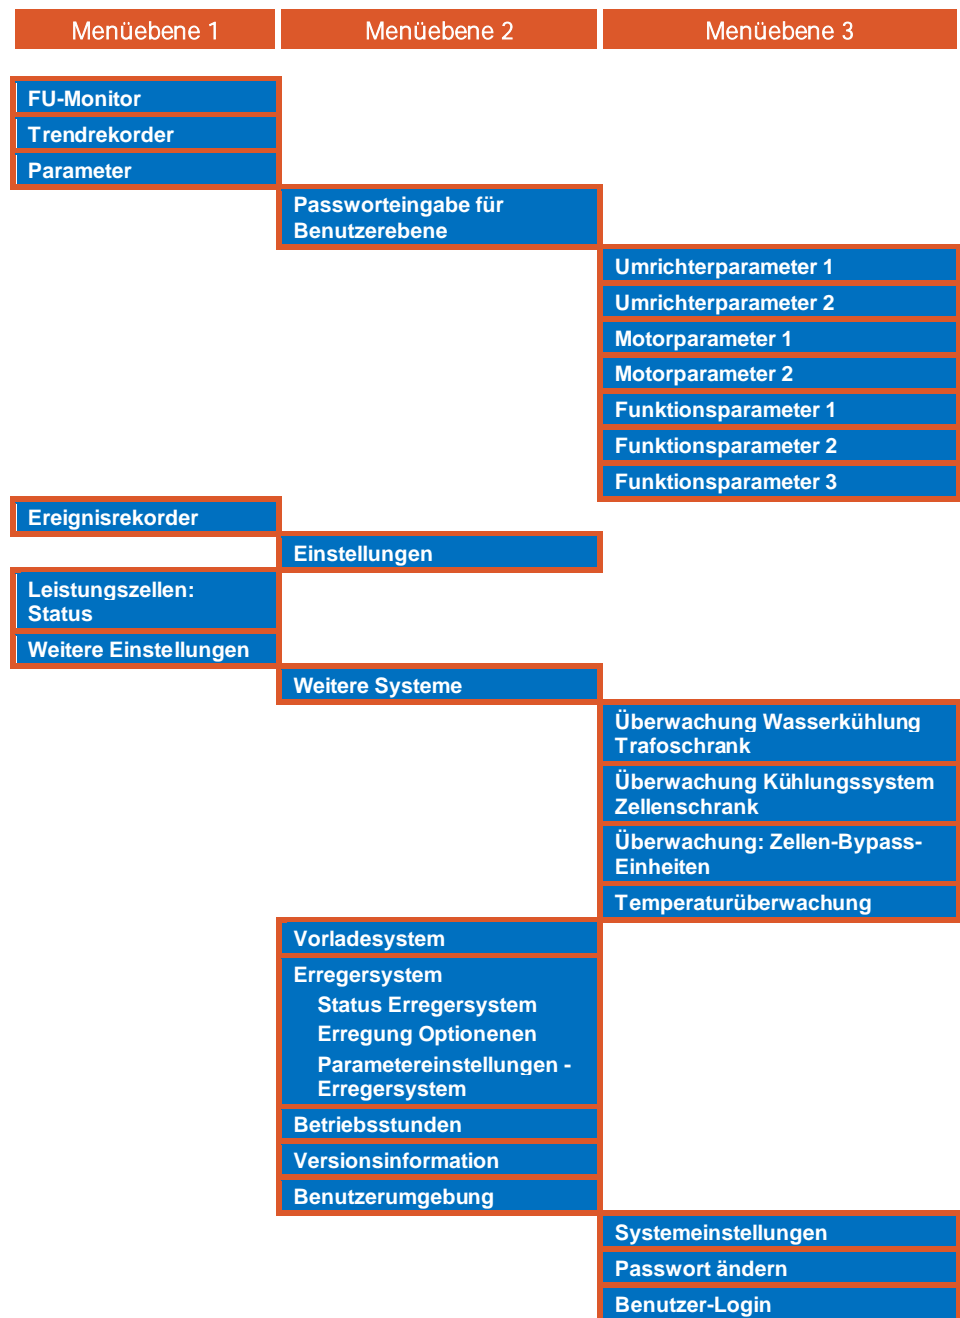 Menüebene 1 Menüebene 2 Menüebene 3
FU-Monitor
Trendrekorder
Parameter
Passworteingabe für
Benutzerebene
Umrichterparameter 1
Umrichterparameter 2
Motorparameter 1
Motorparameter 2
Funktionsparameter 1
Funktionsparameter 2
Funktionsparameter 3
Ereignisrekorder
Einstellungen
Leistungszellen:
Status
Weitere Einstellungen
Weitere Systeme
Überwachung Wasserkühlung
Trafoschrank
Überwachung Kühlungssystem
Zellenschrank
Überwachung: Zellen-Bypass-
Einheiten
Temperaturüberwachung
Vorladesystem
Erregersystem
Status Erregersystem
Erregung Optionenen
Parametereinstellungen -
Erregersystem
Betriebsstunden
Versionsinformation
Benutzerumgebung
Systemeinstellungen
Passwort ändern
Benutzer-Login